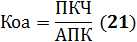 Коа = ПКЧ / АПК (21)